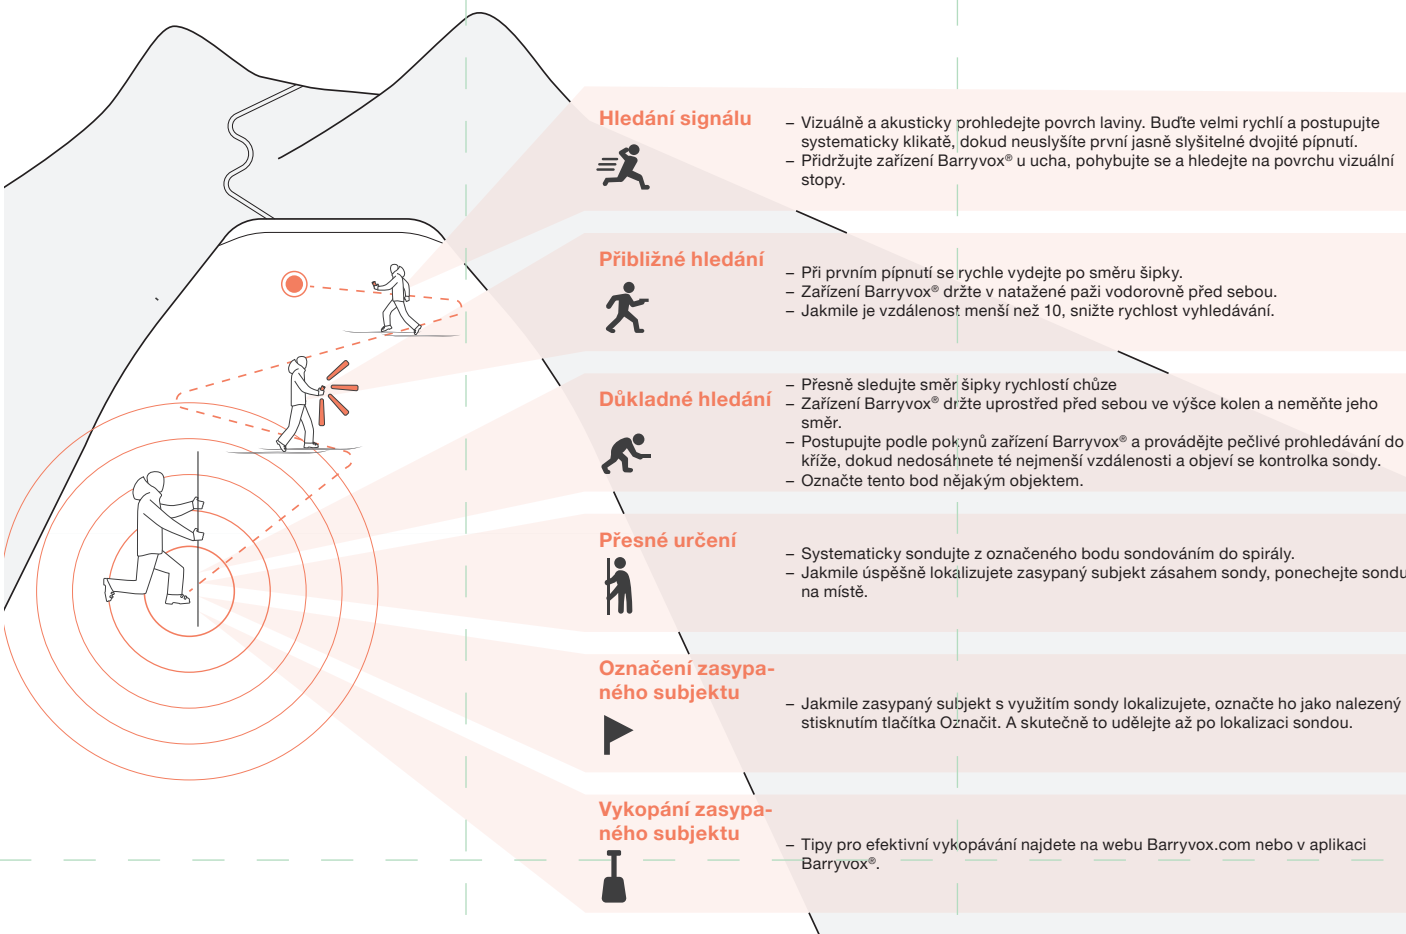 Hledání signálu
– Vizuálně a akusticky prohledejte povrch laviny. Buďte velmi rychlí a postupujte
systematicky klikatě, dokud neuslyšíte první jasně slyšitelné dvojité pípnutí.
– Přidržujte zařízení Barryvox® u ucha, pohybujte se a hledejte na povrchu vizuální
stopy.
Přibližné hledání
– Při prvním pípnutí se rychle vydejte po směru šipky.
– Zařízení Barryvox® držte v natažené paži vodorovně před sebou.
– Jakmile je vzdálenost menší než 10, snižte rychlost vyhledávání.
Důkladné hledání
– Přesně sledujte směr šipky rychlostí chůze
– Zařízení Barryvox® držte uprostřed před sebou ve výšce kolen a neměňte jeho
směr.
– Postupujte podle pokynů zařízení Barryvox® a provádějte pečlivé prohledávání do
kříže, dokud nedosáhnete té nejmenší vzdálenosti a objeví se kontrolka sondy.
– Označte tento bod nějakým objektem.
Přesné určení
– Systematicky sondujte z označeného bodu sondováním do spirály.
– Jakmile úspěšně lokalizujete zasypaný subjekt zásahem sondy, ponechejte sondu
na místě.
Označení zasypa-
ného subjektu
– Jakmile zasypaný subjekt s využitím sondy lokalizujete, označte ho jako nalezený
stisknutím tlačítka Označit. A skutečně to udělejte až po lokalizaci sondou.
Vykopání zasypa-
ného subjektu
– Tipy pro efektivní vykopávání najdete na webu Barryvox.com nebo v aplikaci
Barryvox®.